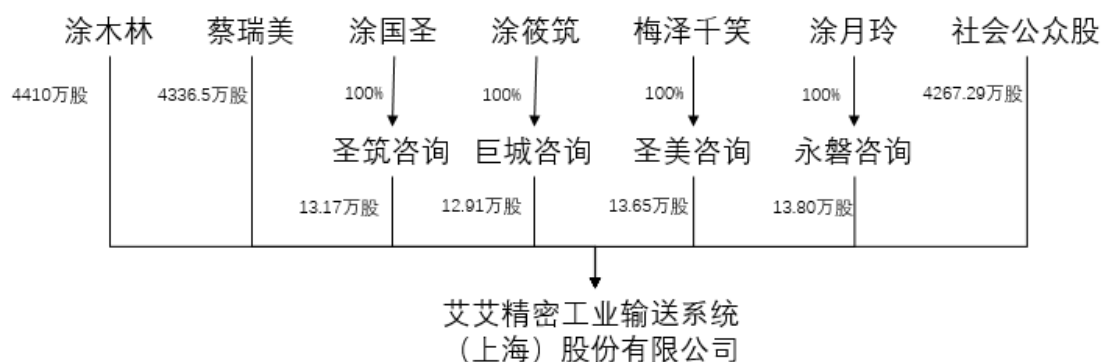 涂木林 蔡瑞美 涂国圣 涂筱筑 梅泽千笑 涂月玲 社会公众股
4410万股 4336.5万股 100% 100% 100% 100% 4267.29万股
圣筑咨询 巨城咨询 圣美咨询 永磐咨询
13.17万股 12.91万股 13.65万股 13.80万股
艾艾精密工业输送系统
（上海）股份有限公司